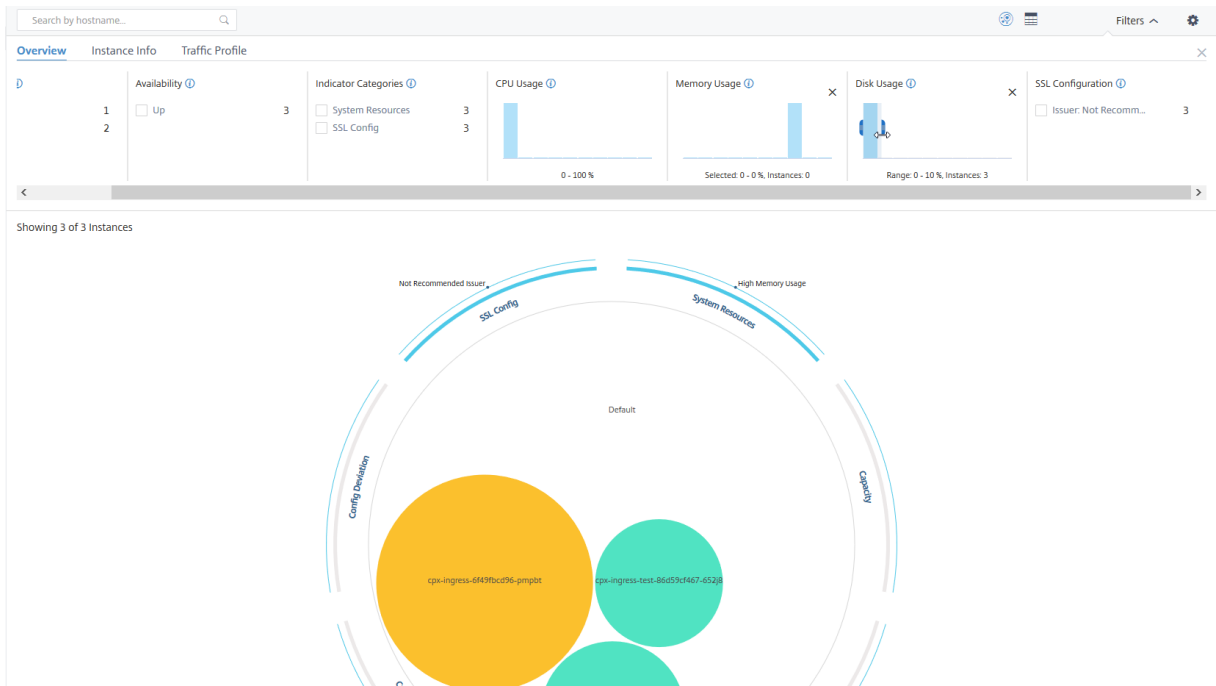 Search by hostname...
Filters
Overview Instance Info Traffic Profile
1
2
Availability
Up 3
Indicator Categories
System Resources 3
SSL Config 3
CPU Usage
0 - 100 %
Memory Usage
Selected: 0 - 0 %, Instances: 0
Disk Usage
Range: 0 - 10 %, Instances: 3
SSL Configuration
Issuer: Not Recomm... 3
Showing 3 of 3 Instances
Not Recommended Issuer
High Memory Usage
SSL Config
System Resources
Default
Config Deviation
Capacity
cpx-ingress-6f49fbcd96-pmpbt
cpx-ingress-test-86d59cf467-652j8